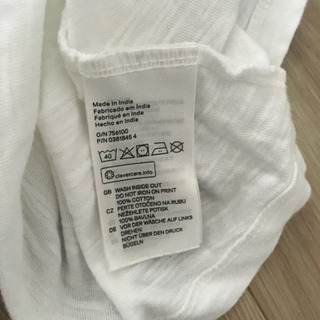 Made in India
Fabricado em India
Fabriqué en Inde
Hecho en India
O/N 756100
P/N 0381845 4
40
clevercare.info
GB WASH INSIDE OUT
DO NOT IRON ON PRINT
100% COTTON
CZ PERTE OTOČENO NA RUBU
NEŽEHLETE POTISK
100% BAVLNA
DE VOR DER WÄSCHE AUF LINKS
DREHEN
NICHT ÜBER DEN DRUCK
BÜGELN